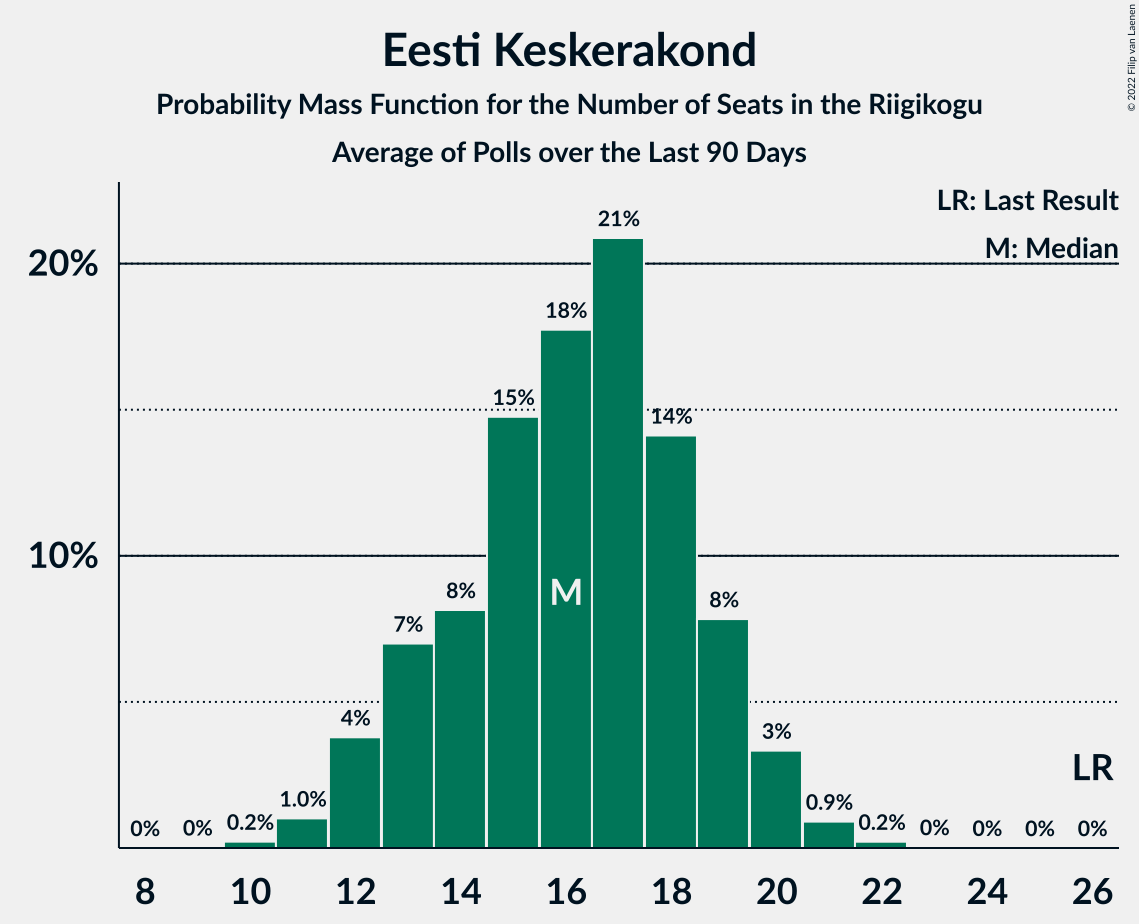 Eesti Keskerakond
Probability Mass Function for the Number of Seats in the Riigikogu
Average of Polls over the Last 90 Days
© 2022 Filip van Laenen
LR: Last Result
M: Median
20%
10%
0%
0%
0.2%
1.0%
4%
7%
8%
15%
18%
21%
14%
8%
3%
0.9%
0.2%
0%
0%
0%
0%
M
LR
8 10 12 14 16 18 20 22 24 26